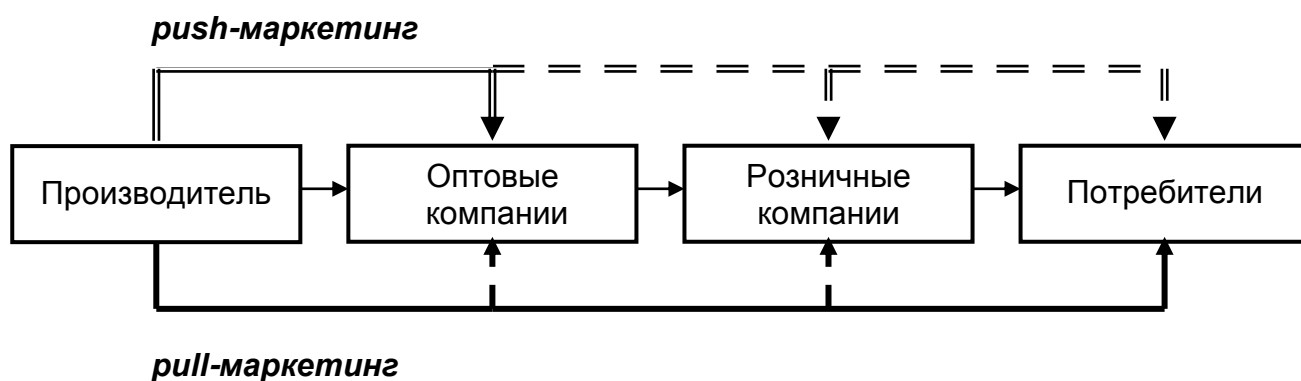 push-маркетинг
Производитель
Оптовые
компании
Розничные
компании
Потребители
pull-маркетинг